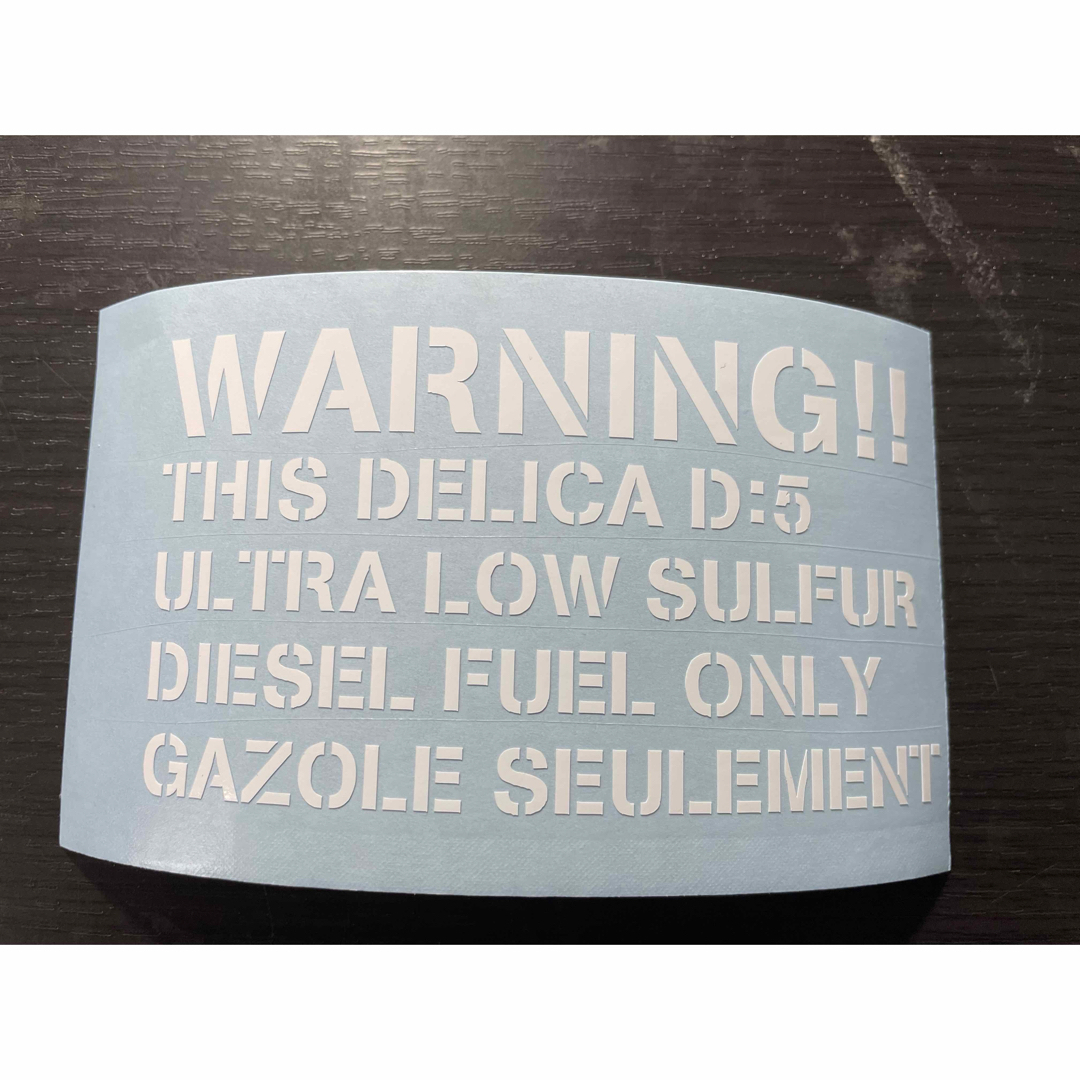 WARNING!!
THIS DELICA D:5
ULTRA LOW SULFUR
DIESEL FUEL ONLY
GAZOLE SEULEMENT